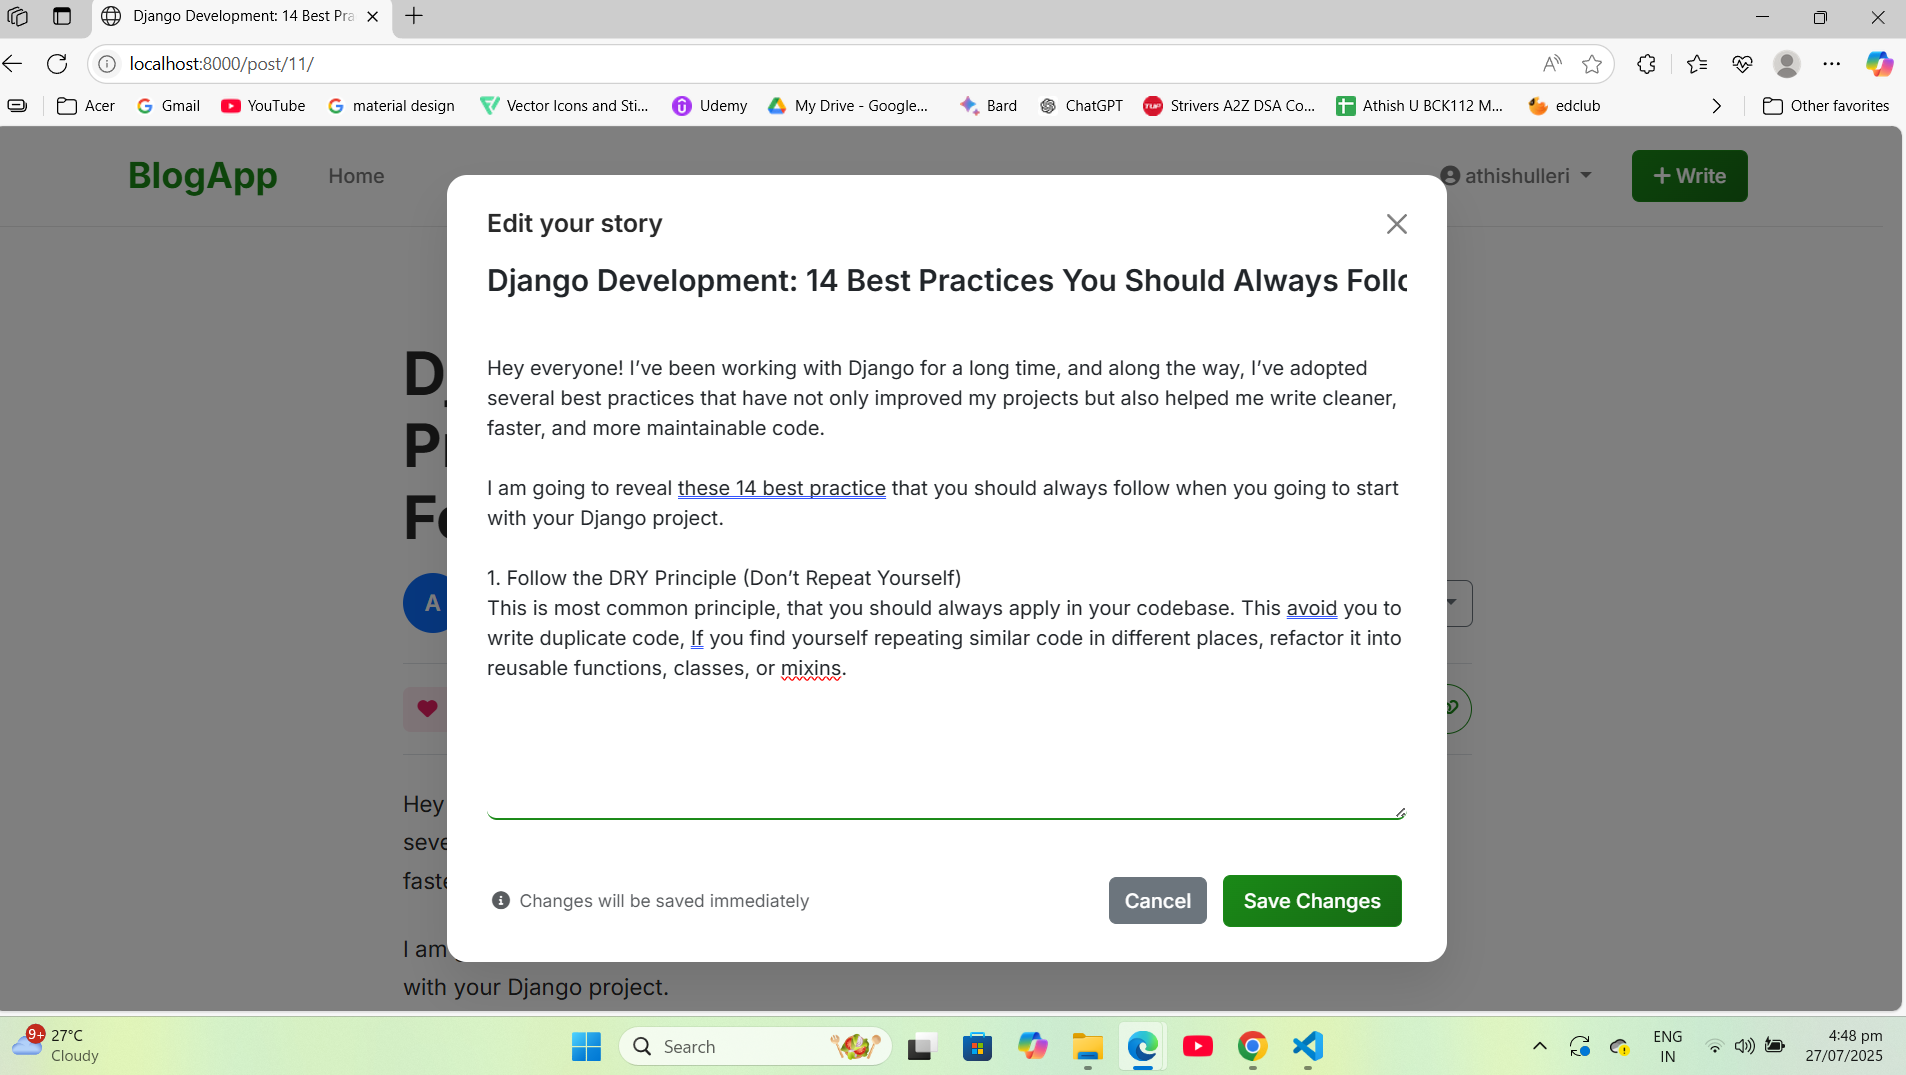 Django Development: 14 Best Pra
localhost:8000/post/11/
Acer
Gmail
YouTube
material design
Vector Icons and Sti...
Udemy
My Drive - Google...
Bard
ChatGPT
TUF
Strivers A2Z DSA Co...
Athish U BCK112 M...
edclub
Other favorites
BlogApp
Home
athishulleri
+ Write
Edit your story
Django Development: 14 Best Practices You Should Always Follo
Hey everyone! I’ve been working with Django for a long time, and along the way, I’ve adopted
several best practices that have not only improved my projects but also helped me write cleaner,
faster, and more maintainable code.
I am going to reveal these 14 best practice that you should always follow when you going to start
with your Django project.
1. Follow the DRY Principle (Don’t Repeat Yourself)
This is most common principle, that you should always apply in your codebase. This avoid you to
write duplicate code, If you find yourself repeating similar code in different places, refactor it into
reusable functions, classes, or mixins.
Changes will be saved immediately
Cancel
Save Changes
D
P
Fo
A
Hey
seve
faste
I am
with your Django project.
9+
27°C
Cloudy
Search
ENG
IN
4:48 pm
27/07/2025